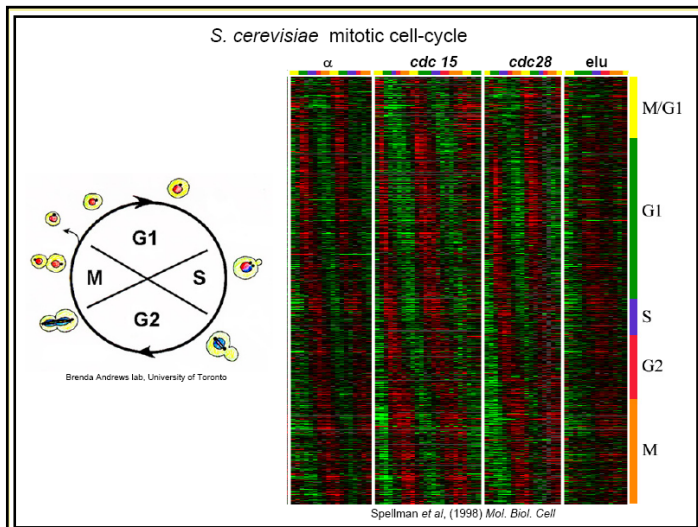 S. cerevisiae mitotic cell-cycle
α cdc 15 cdc28 elu
M/G1
G1
S
G2
M
G1
M S
G2
Brenda Andrews lab, University of Toronto
Spellman et al, (1998) Mol. Biol. Cell